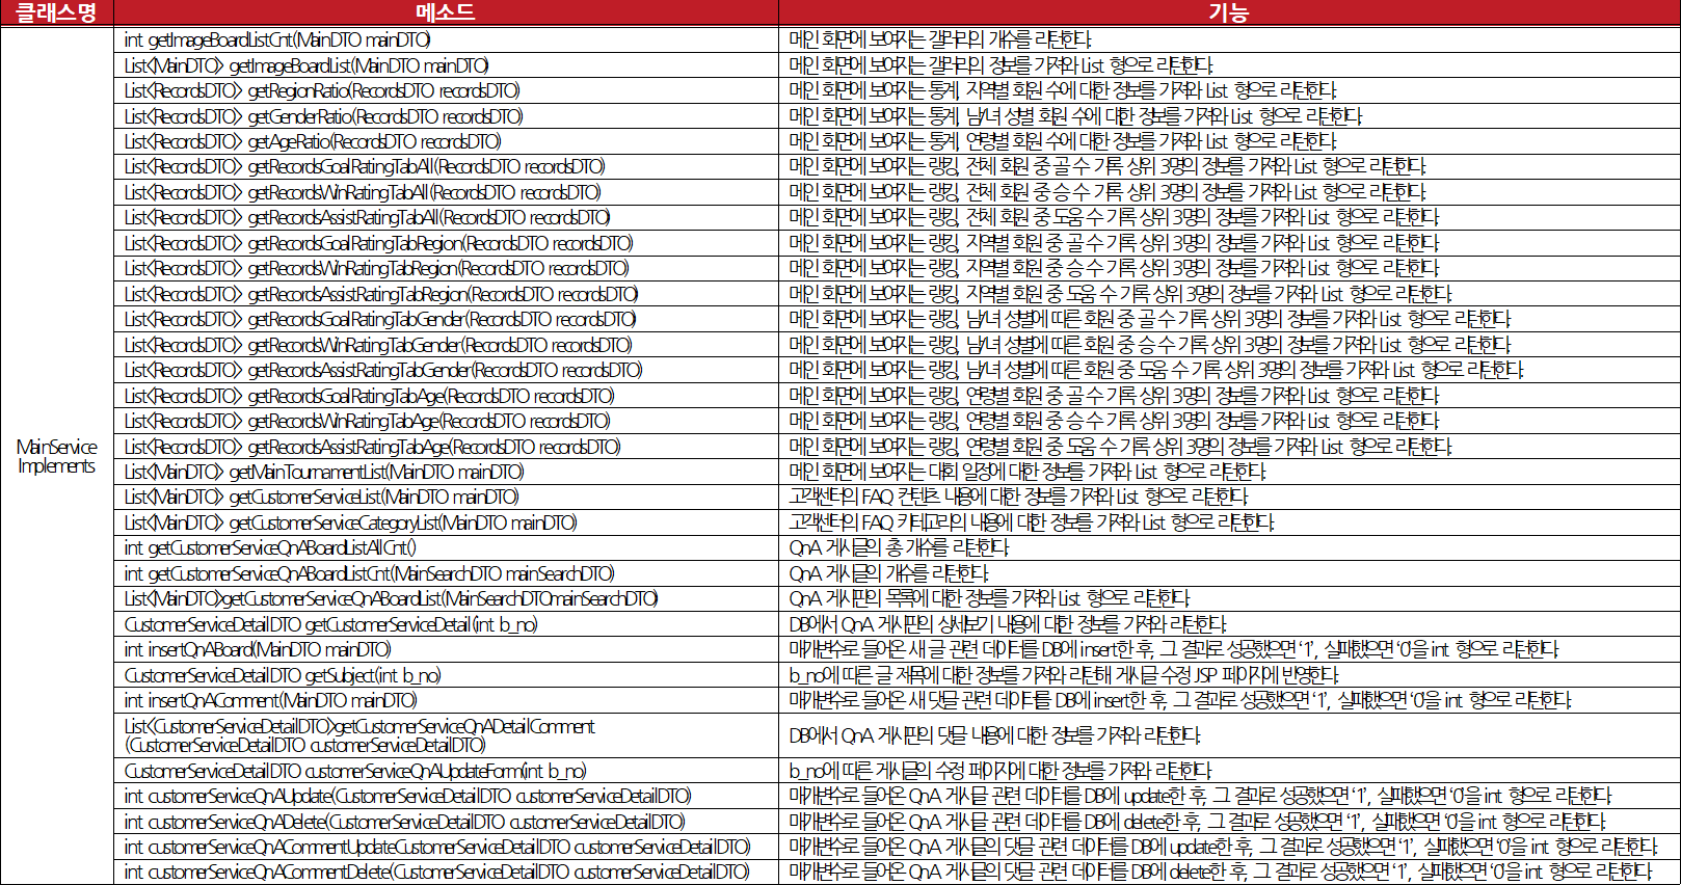 클래스명 메소드 기능
MainService
Implements
int getImageBoardListCnt(MainDTO mainDTO) 메인 화면에 보여지는 갤러리의 개수를 리턴한다.
List<MainDTO> getImageBoardList(MainDTO mainDTO) 메인 화면에 보여지는 갤러리의 정보를 가져와 List 형으로 리턴한다.
List<RecordsDTO> getRegionRatio(RecordsDTO recordsDTO) 메인 화면에 보여지는 통계, 지역별 회원 수에 대한 정보를 가져와 List 형으로 리턴한다.
List<RecordsDTO> getGenderRatio(RecordsDTO recordsDTO) 메인 화면에 보여지는 통계, 남/녀 성별 회원 수에 대한 정보를 가져와 List 형으로 리턴한다.
List<RecordsDTO> getAgeRatio(RecordsDTO recordsDTO) 메인 화면에 보여지는 통계, 연령별 회원 수에 대한 정보를 가져와 List 형으로 리턴한다.
List<RecordsDTO> getRecordsGoalRatingTabAll(RecordsDTO recordsDTO) 메인 화면에 보여지는 랭킹, 전체 회원 중 골 수 기록 상위 3명의 정보를 가져와 List 형으로 리턴한다.
List<RecordsDTO> getRecordsWinRatingTabAll(RecordsDTO recordsDTO) 메인 화면에 보여지는 랭킹, 전체 회원 중 승 수 기록 상위 3명의 정보를 가져와 List 형으로 리턴한다.
List<RecordsDTO> getRecordsAssistRatingTabAll(RecordsDTO recordsDTO) 메인 화면에 보여지는 랭킹, 전체 회원 중 도움 수 기록 상위 3명의 정보를 가져와 List 형으로 리턴한다.
List<RecordsDTO> getRecordsGoalRatingTabRegion(RecordsDTO recordsDTO) 메인 화면에 보여지는 랭킹, 지역별 회원 중 골 수 기록 상위 3명의 정보를 가져와 List 형으로 리턴한다.
List<RecordsDTO> getRecordsWinRatingTabRegion(RecordsDTO recordsDTO) 메인 화면에 보여지는 랭킹, 지역별 회원 중 승 수 기록 상위 3명의 정보를 가져와 List 형으로 리턴한다.
List<RecordsDTO> getRecordsAssistRatingTabRegion(RecordsDTO recordsDTO) 메인 화면에 보여지는 랭킹, 지역별 회원 중 도움 수 기록 상위 3명의 정보를 가져와 List 형으로 리턴한다.
List<RecordsDTO> getRecordsGoalRatingTabGender(RecordsDTO recordsDTO) 메인 화면에 보여지는 랭킹, 남/녀 성별에 따른 회원 중 골 수 기록 상위 3명의 정보를 가져와 List 형으로 리턴한다.
List<RecordsDTO> getRecordsWinRatingTabGender(RecordsDTO recordsDTO) 메인 화면에 보여지는 랭킹, 남/녀 성별에 따른 회원 중 승 수 기록 상위 3명의 정보를 가져와 List 형으로 리턴한다.
List<RecordsDTO> getRecordsAssistRatingTabGender(RecordsDTO recordsDTO) 메인 화면에 보여지는 랭킹, 남/녀 성별에 따른 회원 중 도움 수 기록 상위 3명의 정보를 가져와 List 형으로 리턴한다.
List<RecordsDTO> getRecordsGoalRatingTabAge(RecordsDTO recordsDTO) 메인 화면에 보여지는 랭킹, 연령별 회원 중 골 수 기록 상위 3명의 정보를 가져와 List 형으로 리턴한다.
List<RecordsDTO> getRecordsWinRatingTabAge(RecordsDTO recordsDTO) 메인 화면에 보여지는 랭킹, 연령별 회원 중 승 수 기록 상위 3명의 정보를 가져와 List 형으로 리턴한다.
List<RecordsDTO> getRecordsAssistRatingTabAge(RecordsDTO recordsDTO) 메인 화면에 보여지는 랭킹, 연령별 회원 중 도움 수 기록 상위 3명의 정보를 가져와 List 형으로 리턴한다.
List<MainDTO> getMainTournamentList(MainDTO mainDTO) 메인 화면에 보여지는 대회 일정에 대한 정보를 가져와 List 형으로 리턴한다.
List<MainDTO> getCustomerServiceList(MainDTO mainDTO) 고객센터의 FAQ 컨텐츠 내용에 대한 정보를 가져와 List 형으로 리턴한다.
List<MainDTO> getCustomerServiceCategoryList(MainDTO mainDTO) 고객센터의 FAQ 카테고리의 내용에 대한 정보를 가져와 List 형으로 리턴한다.
int getCustomerServiceQnABoardListAllCnt() QnA 게시글의 총 개수를 리턴한다.
int getCustomerServiceQnABoardListCnt(MainSearchDTO mainSearchDTO) QnA 게시글의 개수를 리턴한다.
List<MainDTO>getCustomerServiceQnABoardList(MainSearchDTOmainSearchDTO) QnA 게시판의 목록에 대한 정보를 가져와 List 형으로 리턴한다.
CustomerServiceDetailDTO getCustomerServiceDetail(int b_no) DB에서 QnA 게시판의 상세보기 내용에 대한 정보를 가져와 리턴한다.
int insertQnABoard(MainDTO mainDTO) 매개변수로 들어온 새 글 관련 데이터를 DB에 insert한 후, 그 결과로 성공했으면 ‘1’, 실패했으면 ‘0’을 int 형으로 리턴한다.
CustomerServiceDetailDTO getSubject(int b_no) b_no에 따른 글 제목에 대한 정보를 가져와 리턴해 게시글 수정 JSP 페이지에 반영한다.
int insertQnAComment(MainDTO mainDTO) 매개변수로 들어온 새 댓글 관련 데이터를 DB에 insert한 후, 그 결과로 성공했으면 ‘1’, 실패했으면 ‘0’을 int 형으로 리턴한다.
List<CustomerServiceDetailDTO>getCustomerServiceQnADetailComment
(CustomerServiceDetailDTO customerServiceDetailDTO) DB에서 QnA 게시판의 댓글 내용에 대한 정보를 가져와 리턴한다.
CustomerServiceDetailDTO customerServiceQnAUpdateForm(int b_no) b_no에 따른 게시글의 수정 페이지에 대한 정보를 가져와 리턴한다.
int customerServiceQnAUpdate(CustomerServiceDetailDTO customerServiceDetailDTO) 매개변수로 들어온 QnA 게시글 관련 데이터를 DB에 update한 후, 그 결과로 성공했으면 ‘1’, 실패했으면 ‘0’을 int 형으로 리턴한다.
int customerServiceQnADelete(CustomerServiceDetailDTO customerServiceDetailDTO) 매개변수로 들어온 QnA 게시글 관련 데이터를 DB에 delete한 후, 그 결과로 성공했으면 ‘1’, 실패했으면 ‘0’을 int 형으로 리턴한다.
int customerServiceQnACommentUpdateCustomerServiceDetailDTO customerServiceDetailDTO) 매개변수로 들어온 QnA 게시글의 댓글 관련 데이터를 DB에 update한 후, 그 결과로 성공했으면 ‘1’, 실패했으면 ‘0’을 int 형으로 리턴한다.
int customerServiceQnACommentDelete(CustomerServiceDetailDTO customerServiceDetailDTO) 매개변수로 들어온 QnA 게시글의 댓글 관련 데이터를 DB에 delete한 후, 그 결과로 성공했으면 ‘1’, 실패했으면 ‘0’을 int 형으로 리턴한다.